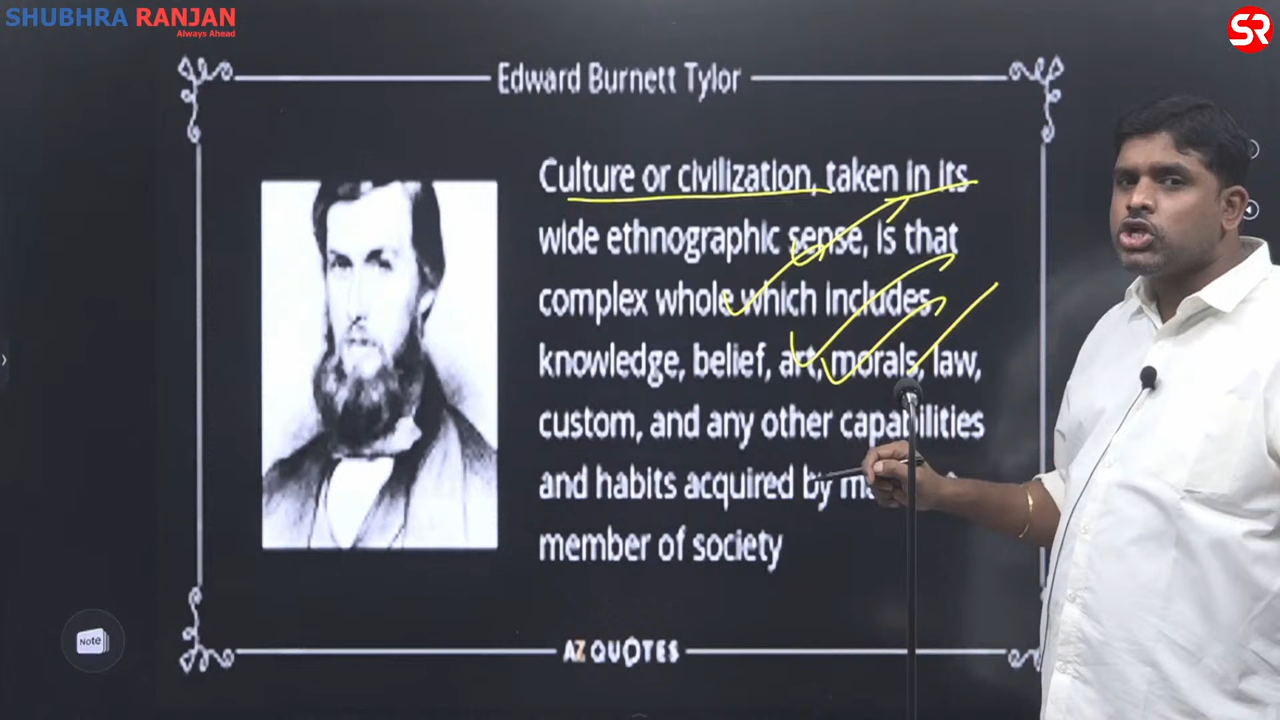 SHUBHRA RANJAN
Always Ahead
SR
Edward Burnett Tylor
Culture or civilization, taken in its
wide ethnographic sense, is that
complex whole which includes
knowledge, belief, art, morals, law,
custom, and any other capabilities
and habits acquired by
member of society
Note
AZ QUOTES